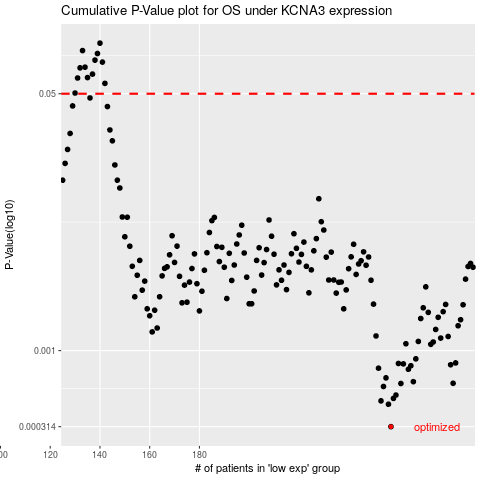 Cumulative P-Value plot for OS under KCNA3 expression
P-Value(log10)
0.05
0.001
0.000314
optimized
00 120 140 160 180
# of patients in 'low exp' group